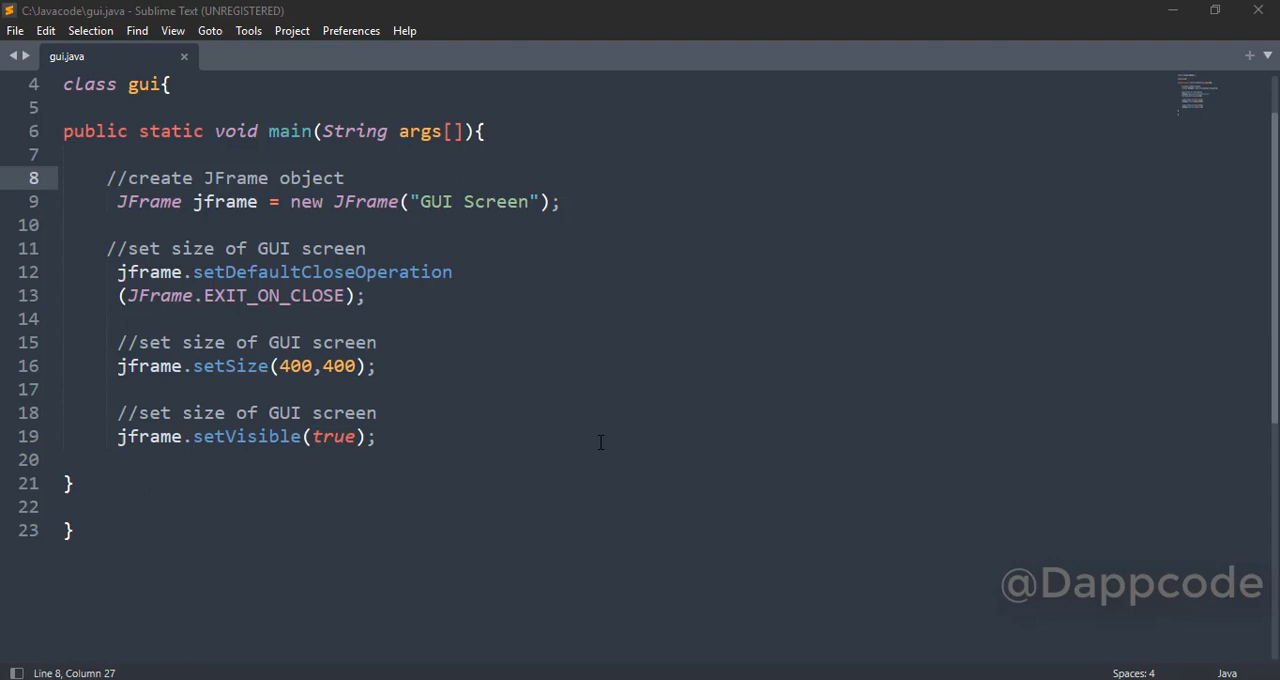 C:\Javacode\gui.java - Sublime Text (UNREGISTERED)
File Edit Selection Find View Goto Tools Project Preferences Help
gui.java
4 class gui{
5
6 public static void main(String args[]){
7
8 //create JFrame object
9 JFrame jframe = new JFrame("GUI Screen");
10
11 //set size of GUI screen
12 jframe.setDefaultCloseOperation
13 (JFrame.EXIT_ON_CLOSE);
14
15 //set size of GUI screen
16 jframe.setSize(400,400);
17
18 //set size of GUI screen
19 jframe.setVisible(true);
20
21 }
22
23 }
@Dappcode
Line 8, Column 27 Spaces: 4 Java